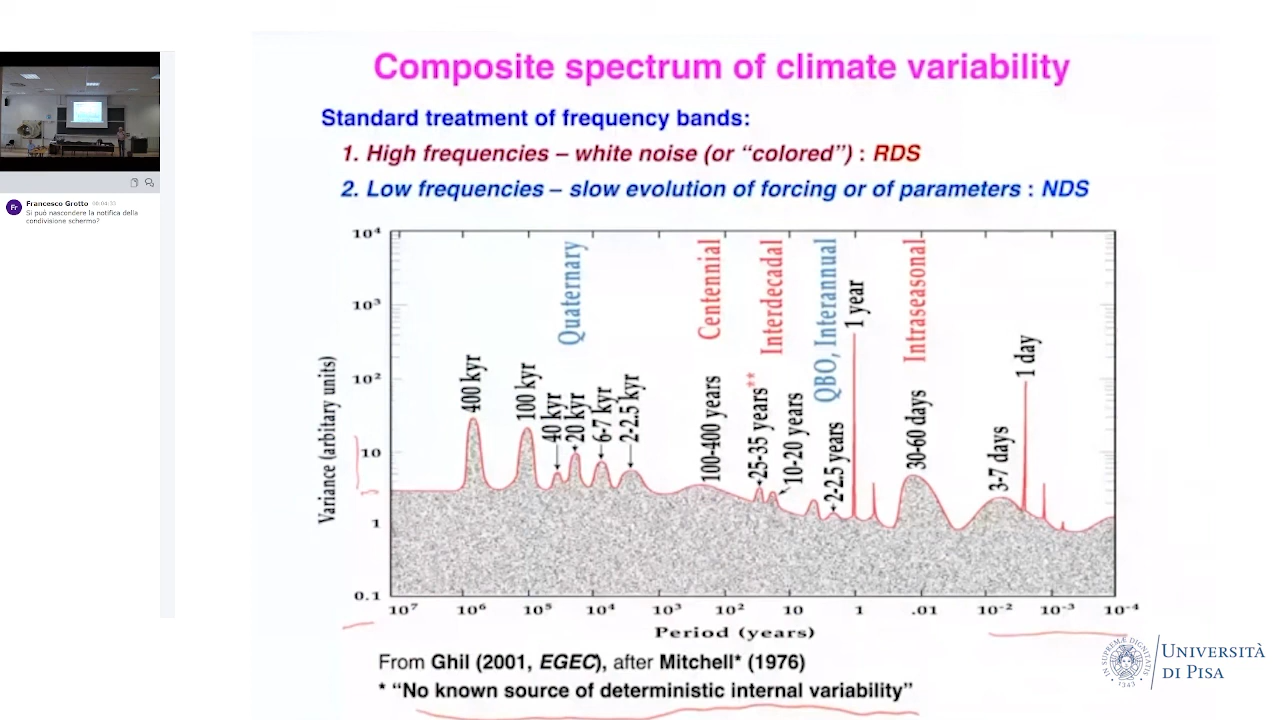 Composite spectrum of climate variability
Standard treatment of frequency bands:
1. High frequencies – white noise (or “colored”) : RDS
2. Low frequencies – slow evolution of forcing or of parameters : NDS
Francesco Grotto 00:04:35
Si può nascondere la notifica della
condivisione schermo?
Fr
Variance (arbitary units)
10⁴
10³
10²
10
1
0.1
Quaternary
Centennial
Interdecadal
QBO, Interannual
Intraseasonal
400 kyr
100 kyr
40 kyr
20 kyr
6-7 kyr
2-2.5 kyr
100-400 years
25-35 years**
10-20 years
2-2.5 years
1 year
30-60 days
3-7 days
1 day
10⁷ 10⁶ 10⁵ 10⁴ 10³ 10² 10 1 .01 10⁻² 10⁻³ 10⁻⁴
Period (years)
From Ghil (2001, EGEC), after Mitchell* (1976)
* “No known source of deterministic internal variability”
UNIVERSITÀ
DI PISA